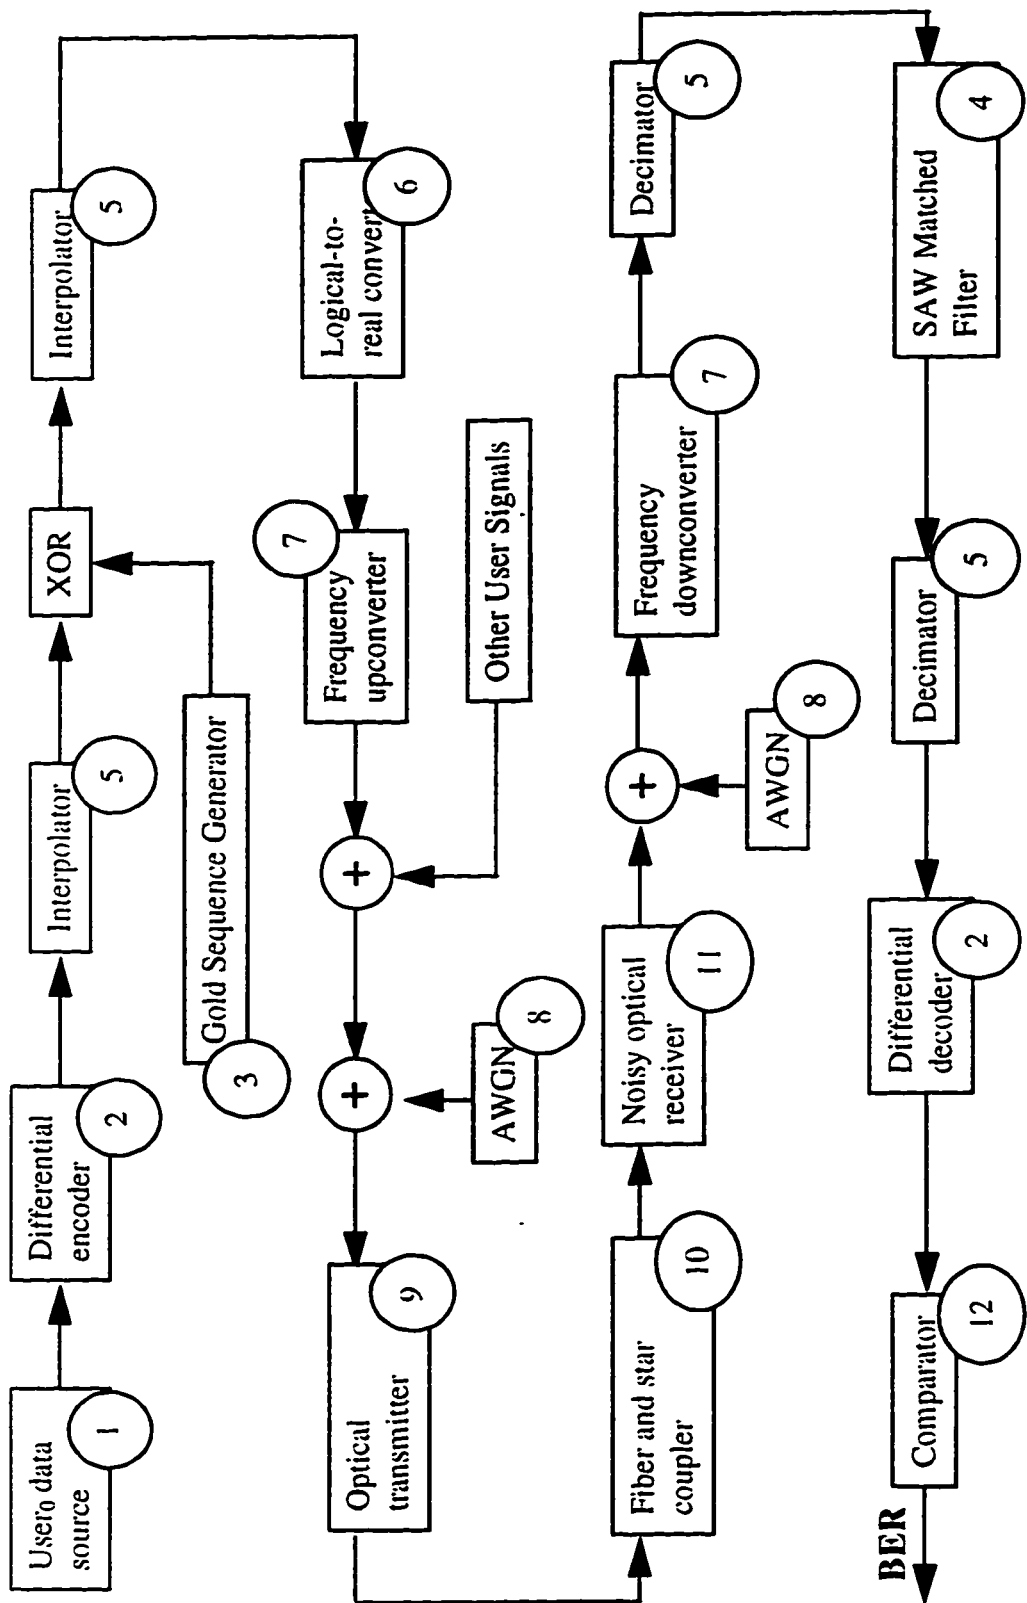 User0 data
source
1
Differential
encoder
2
Interpolator
5
XOR
Interpolator
5
Gold Sequence Generator
3
Logical-to-
real convert
6
Frequency
upconverter
7
+
Other User Signals
+
AWGN
8
Optical
transmitter
9
Fiber and star
coupler
10
Noisy optical
receiver
11
+
AWGN
8
Frequency
downconverter
7
Decimator
5
SAW Matched
Filter
4
Decimator
5
Differential
decoder
2
Comparator
12
BER